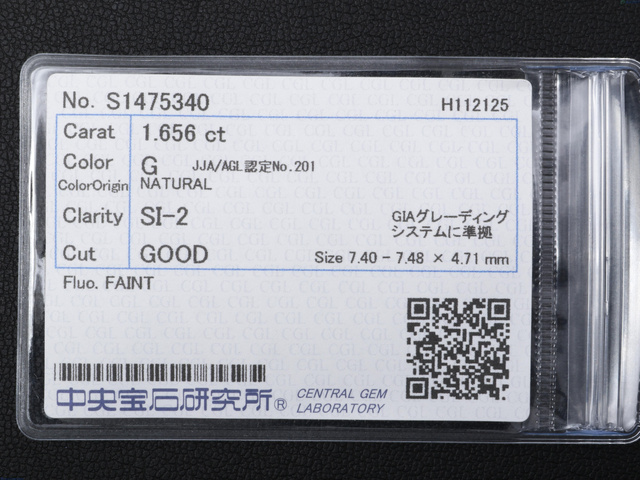 No. S1475340 H112125
Carat 1.656 ct
Color G JJA/AGL認定No.201
ColorOrigin NATURAL
Clarity SI-2 GIAグレーディング
システムに準拠
Cut GOOD Size 7.40 - 7.48 × 4.71 mm
Fluo. FAINT
中央宝石研究所® CENTRAL GEM
LABORATORY